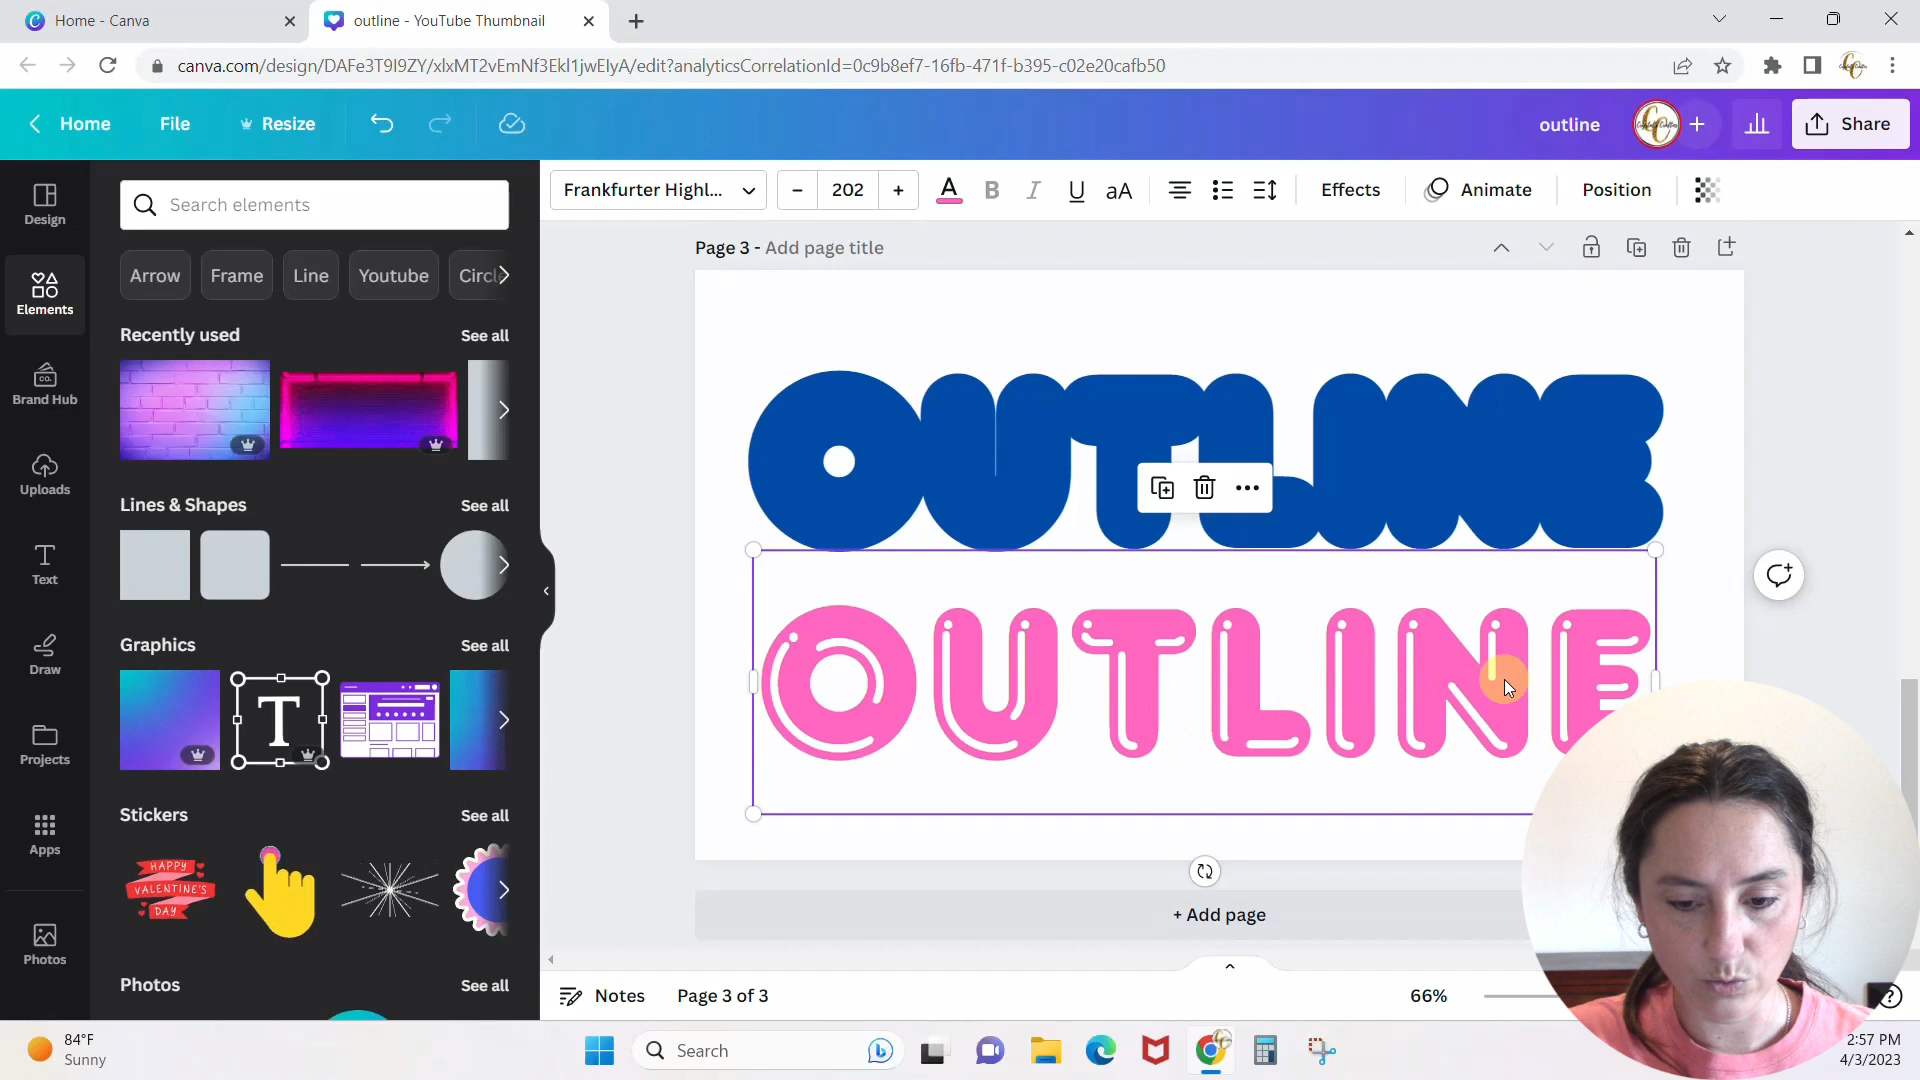 Home - Canva
outline - YouTube Thumbnail
canva.com/design/DAFe3T9I9ZY/xlxMT2vEmNf3Ekl1jwEIyA/edit?analyticsCorrelationId=0c9b8ef7-16fb-471f-b395-c02e20cafb50
Home
File
Resize
outline
Share
Design
Elements
Brand Hub
Uploads
Text
Draw
Projects
Apps
Photos
Search elements
Arrow
Frame
Line
Youtube
Circle
Recently used
See all
Lines & Shapes
See all
Graphics
See all
T
Stickers
See all
HAPPY
VALENTINE'S
DAY
Photos
See all
Frankfurter Highl...
- 202 +
A B I U aA
Effects
Animate
Position
Page 3 - Add page title
OUTLINE
OUTLINE
+ Add page
Notes
Page 3 of 3
66%
84°F
Sunny
Search
2:57 PM
4/3/2023